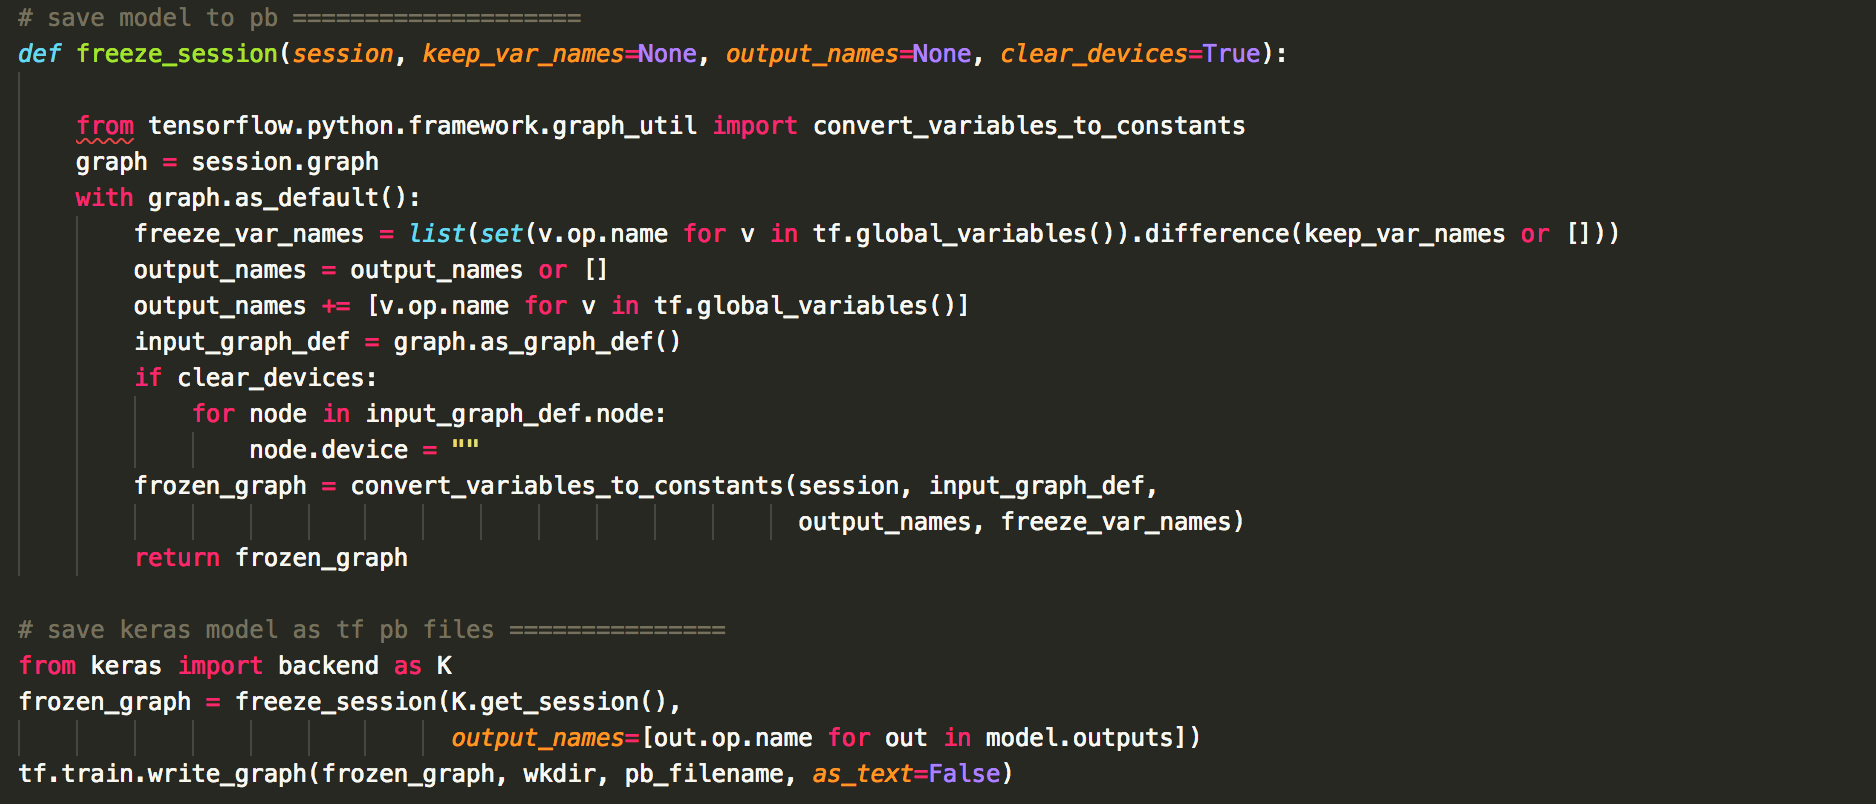 # save model to pb ====================
def freeze_session(session, keep_var_names=None, output_names=None, clear_devices=True):
from tensorflow.python.framework.graph_util import convert_variables_to_constants
graph = session.graph
with graph.as_default():
freeze_var_names = list(set(v.op.name for v in tf.global_variables()).difference(keep_var_names or []))
output_names = output_names or []
output_names += [v.op.name for v in tf.global_variables()]
input_graph_def = graph.as_graph_def()
if clear_devices:
for node in input_graph_def.node:
node.device = ""
frozen_graph = convert_variables_to_constants(session, input_graph_def,
output_names, freeze_var_names)
return frozen_graph
# save keras model as tf pb files ===============
from keras import backend as K
frozen_graph = freeze_session(K.get_session(),
output_names=[out.op.name for out in model.outputs])
tf.train.write_graph(frozen_graph, wkdir, pb_filename, as_text=False)